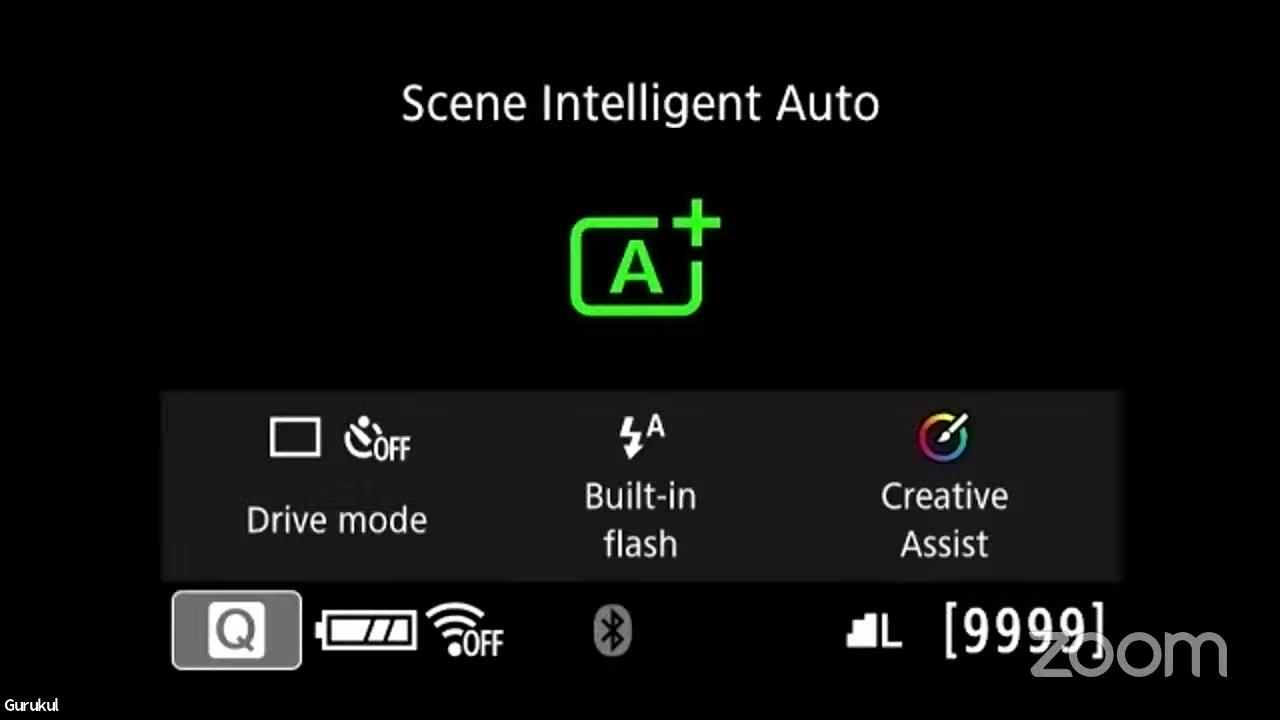 Scene Intelligent Auto
A+
OFF
A
Drive mode
Built-in
flash
Creative
Assist
Q
OFF
L
[9999]
zoom
Gurukul